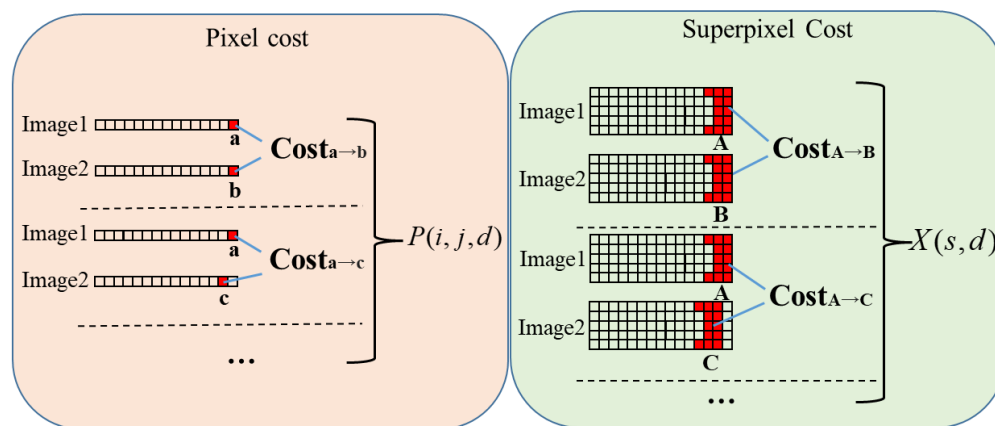 Pixel cost
Image1
a
Cost a→b
Image2
b
Image1
a
Cost a→c
Image2
c
...
P(i, j, d)
Superpixel Cost
Image1
A
Cost A→B
Image2
B
Image1
A
Cost A→C
Image2
C
...
X(s, d)